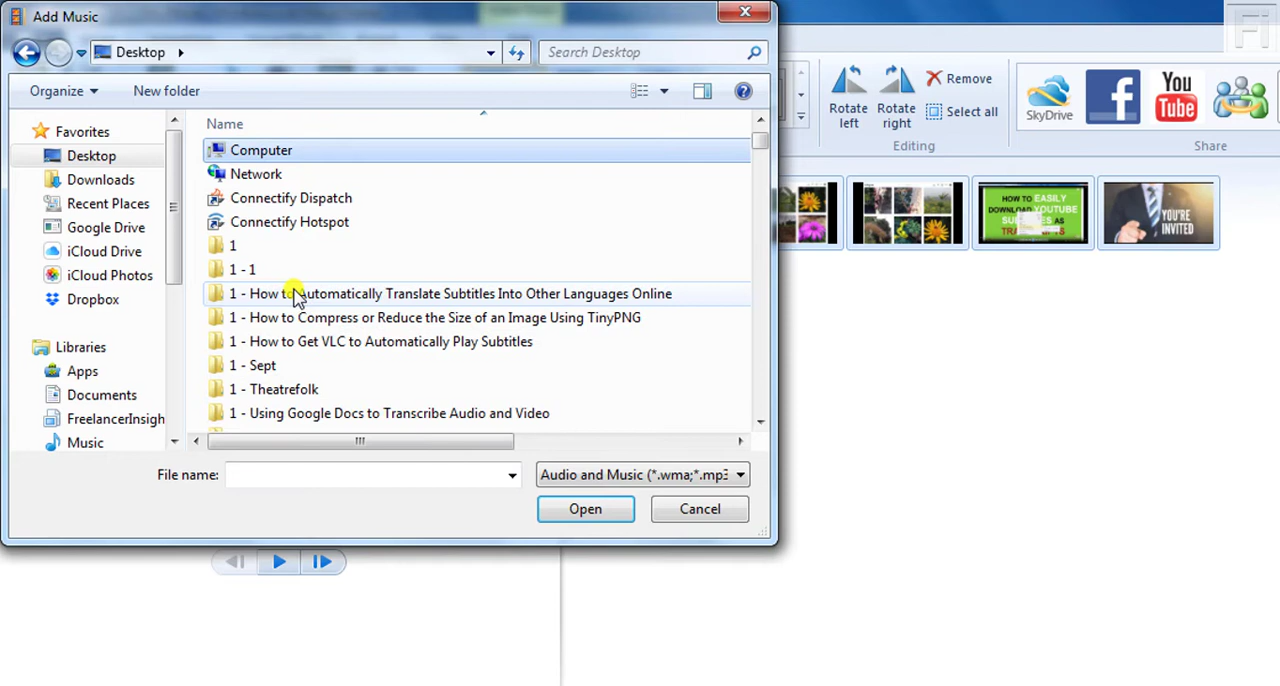 Add Music
Desktop
Search Desktop
Organize
New folder
Favorites
Desktop
Downloads
Recent Places
Google Drive
iCloud Drive
iCloud Photos
Dropbox
Libraries
Apps
Documents
FreelancerInsigh
Music
Name
Computer
Network
Connectify Dispatch
Connectify Hotspot
1
1 - 1
1 - How to Automatically Translate Subtitles Into Other Languages Online
1 - How to Compress or Reduce the Size of an Image Using TinyPNG
1 - How to Get VLC to Automatically Play Subtitles
1 - Sept
1 - Theatrefolk
1 - Using Google Docs to Transcribe Audio and Video
File name:
Audio and Music (*.wma;*.mp3
Open
Cancel
Rotate left
Rotate right
Remove
Select all
Editing
SkyDrive
You Tube
Share
HOW TO EASILY
DOWNLOAD YOUTUBE
YOU'RE
INVITED